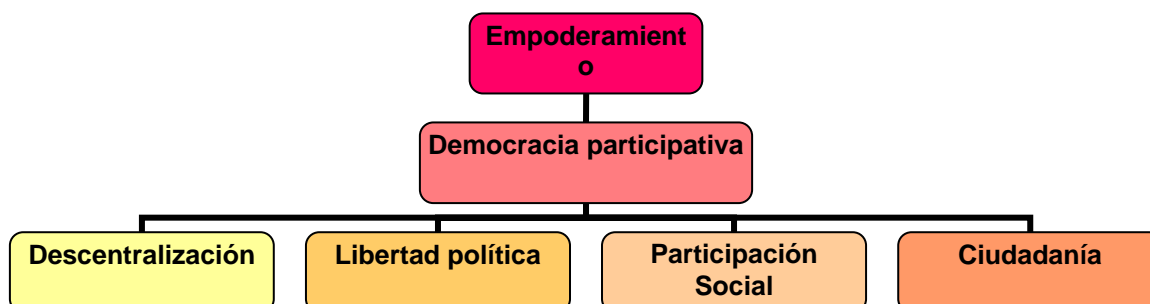 Empoderamient
o
Democracia participativa
Descentralización
Libertad política
Participación
Social
Ciudadanía